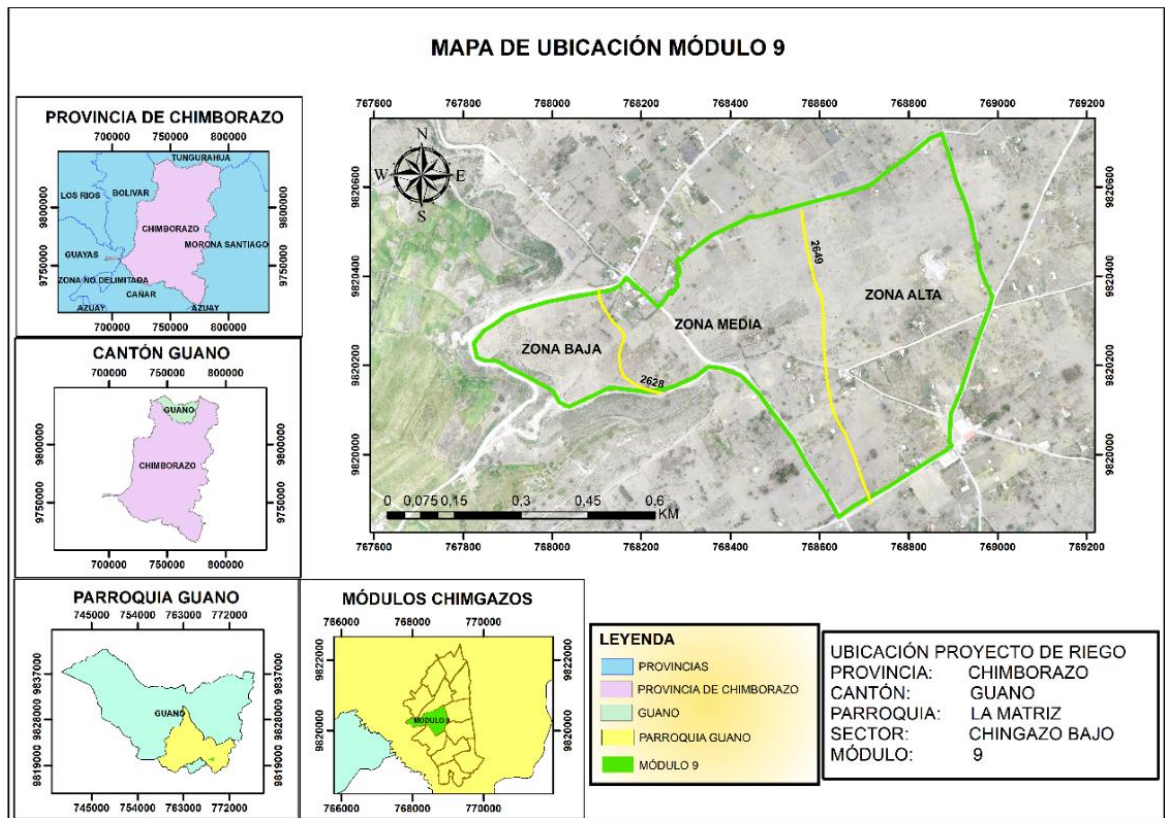 MAPA DE UBICACIÓN MÓDULO 9
PROVINCIA DE CHIMBORAZO
700000 750000 800000
TUNGURAHUA
LOS RIOS
BOLIVAR
CHIMBORAZO
MORONA SANTIAGO
GUAYAS
ZONA NO DELIMITADA
CAÑAR
AZUAY
AZUAY
9800000
9750000
9800000
9750000
700000 750000 800000
CANTÓN GUANO
700000 750000 800000
GUANO
CHIMBORAZO
9800000
9750000
9800000
9750000
700000 750000 800000
PARROQUIA GUANO
745000 754000 763000 772000
9837000
9828000
9819000
GUANO
9837000
9828000
9819000
745000 754000 763000 772000
MÓDULOS CHIMGAZOS
766000 768000 770000
9822000
9820000
9822000
9820000
766000 768000 770000
767600 767800 768000 768200 768400 768600 768800 769000 769200
N
W E
S
9820600
9820400
9820200
9820000
2649
ZONA ALTA
ZONA MEDIA
ZONA BAJA
2628
9820600
9820400
9820200
9820000
0 0,075 0,15 0,3 0,45 0,6
KM
767600 767800 768000 768200 768400 768600 768800 769000 769200
LEYENDA
PROVINCIAS
PROVINCIA DE CHIMBORAZO
GUANO
PARROQUIA GUANO
MÓDULO 9
UBICACIÓN PROYECTO DE RIEGO
PROVINCIA: CHIMBORAZO
CANTÓN: GUANO
PARROQUIA: LA MATRIZ
SECTOR: CHINGAZO BAJO
MÓDULO: 9